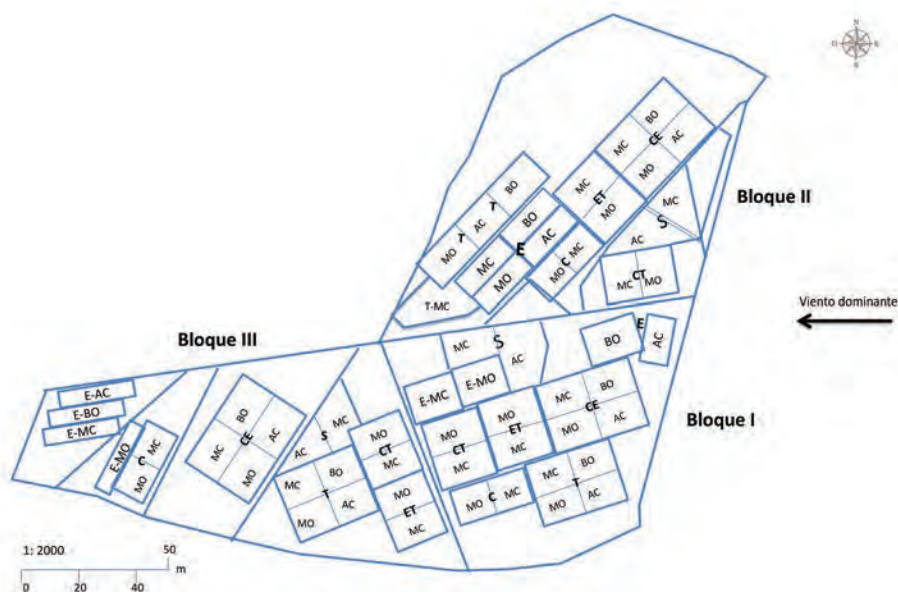 N
O E
S
BO
MC CE AC
MO
MC
ET
MO
MC
S
AC
Bloque II
BO
T
AC
T
MO
BO
E AC
MC
MO
MC
C
MO
CT
MC MO
T-MC
Viento dominante
Bloque III
E
BO AC
MC S
AC
E-MC E-MO
BO
CE
MO AC
MC
MO
ET
MC
MO
CT
MC
Bloque I
MC BO
T
MO AC
MO C MC
E-AC
E-BO
E-MC
E-MO
MC
C
MO
BO
MC CE
MO
MC
S
AC
MO
CT
MC
MC BO
T
MO AC
MO
ET
MC
1: 2000 50
m
0 20 40